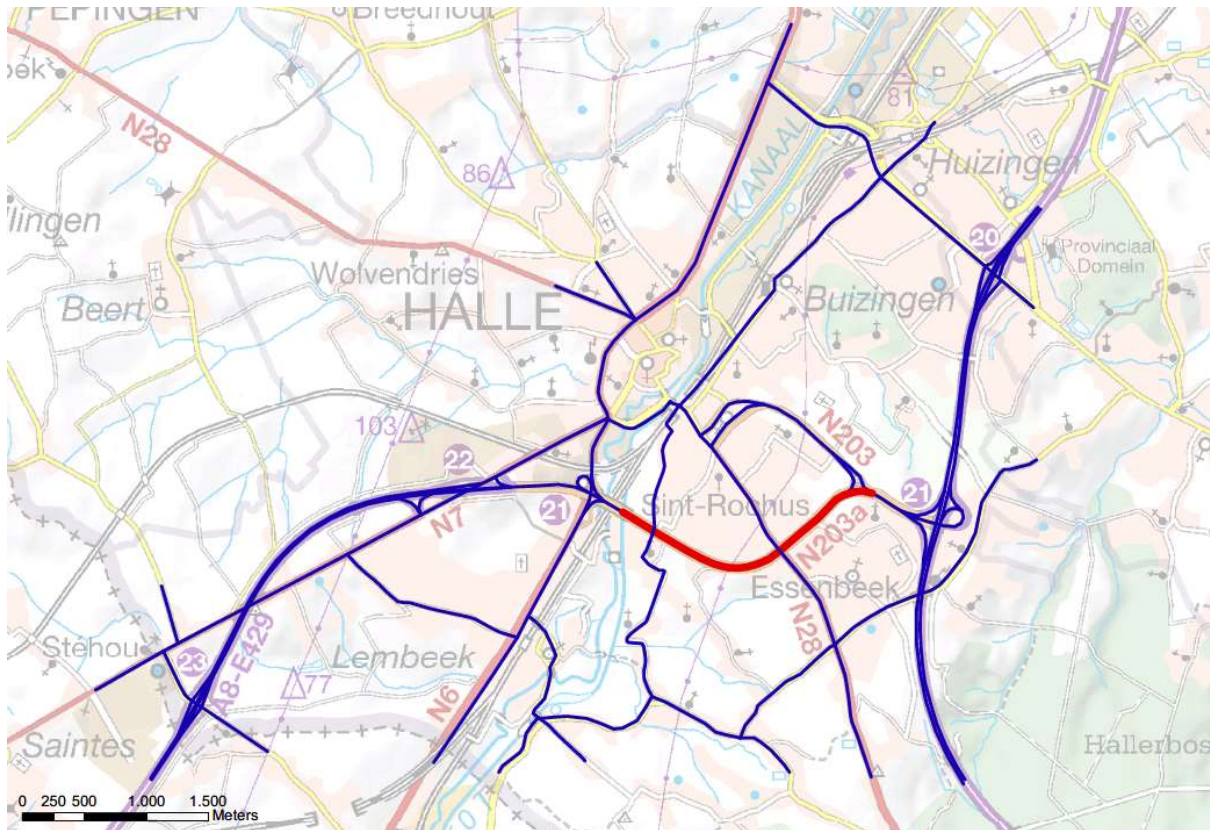 PEPINGEN
Breedhout
N28
KANAAL
81
Huizingen
86
20
Provinciaal
Domein
Wolvendries
HALLE
Buizingen
Beert
103
N203
22
21
Sint-Rochus
21
N7
N203a
Essenbeek
N28
Stehou
23
A8-E429
Lembeek
77
N6
Saintes
Hallerbos
0 250 500 1.000 1.500
Meters